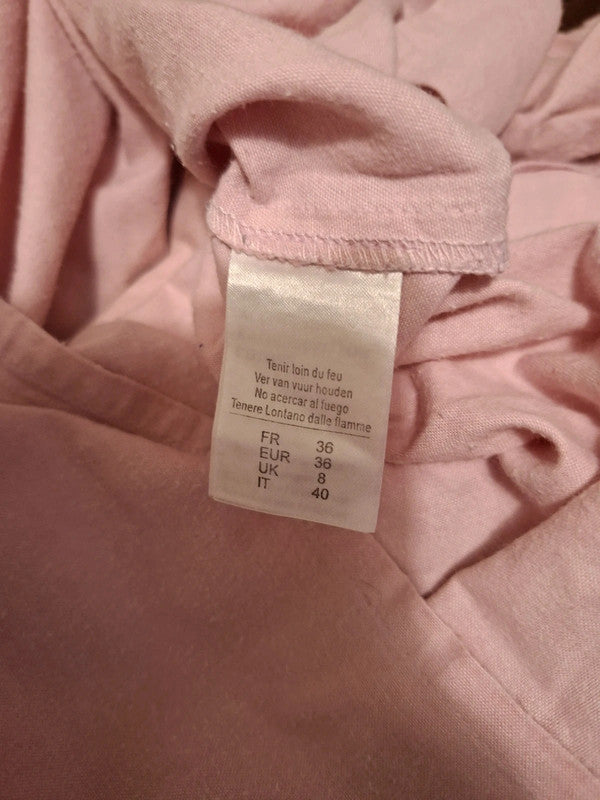 Tenir loin du feu
Ver van vuur houden
No acercar al fuego
Tenere Lontano dalle flamme
FR 36
EUR 36
UK 8
IT 40